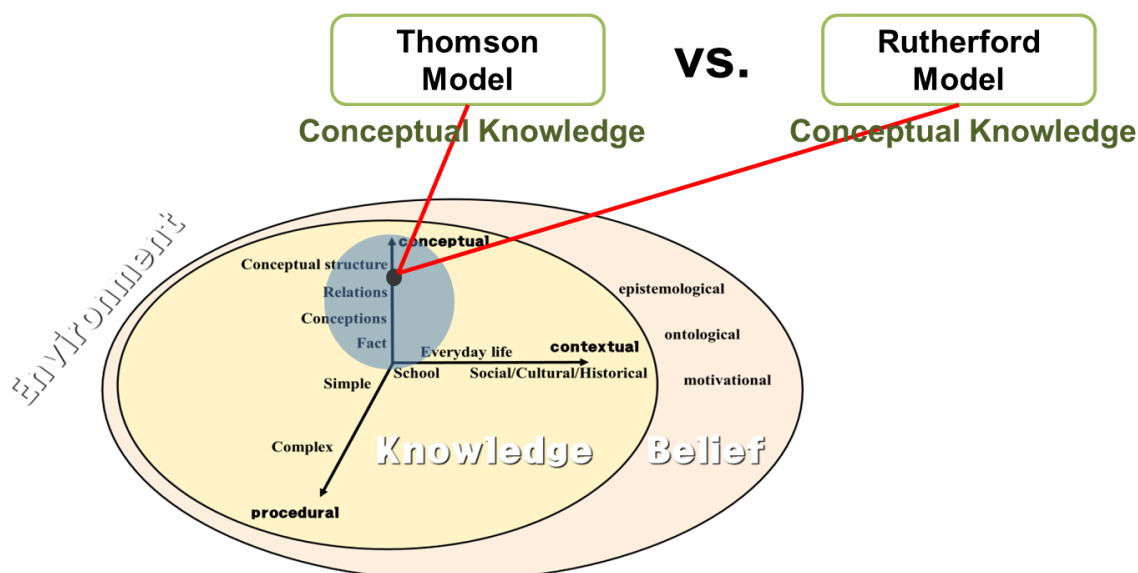 Thomson
Model
vs.
Rutherford
Model
Conceptual Knowledge
Conceptual Knowledge
Environment
conceptual
Conceptual structure
Relations
Conceptions
Fact
Everyday life
contextual
School
Social/Cultural/Historical
Simple
Complex
procedural
Knowledge
Belief
epistemological
ontological
motivational